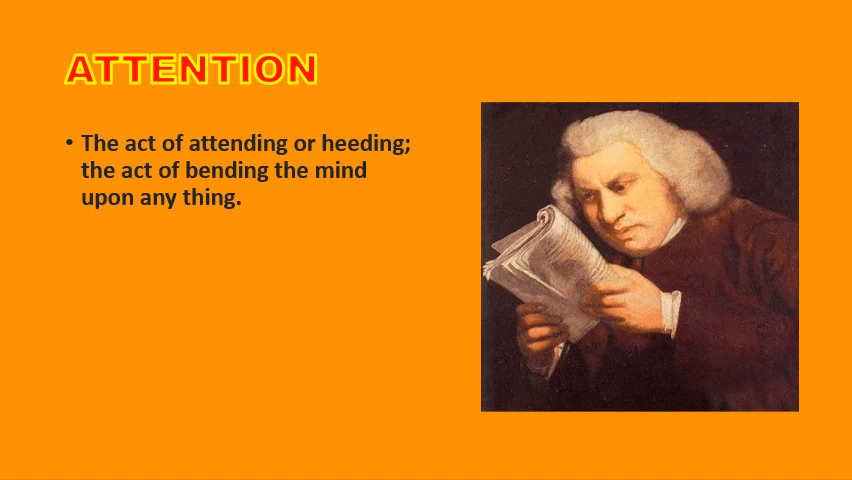 ATTENTION
• The act of attending or heeding;
the act of bending the mind
upon any thing.